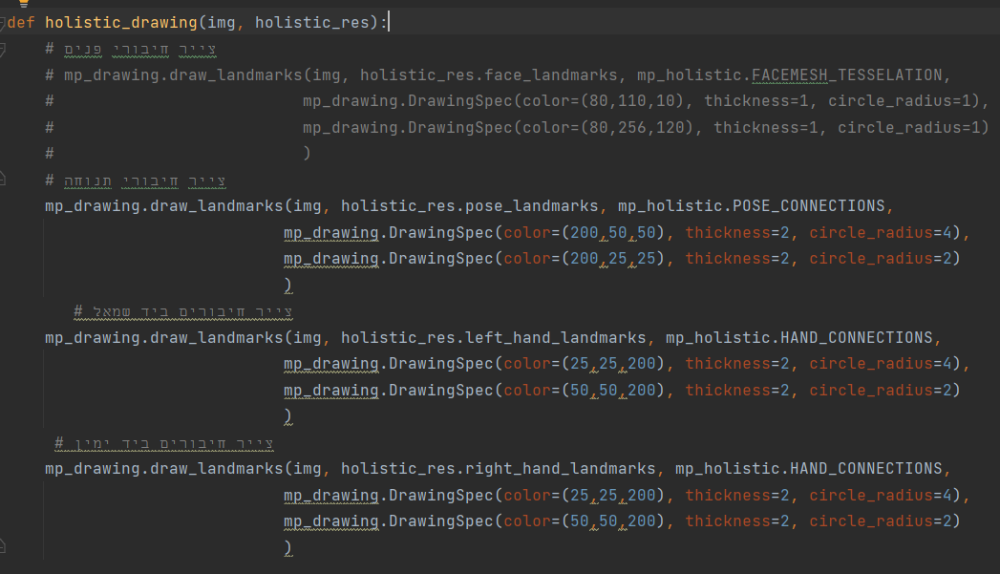 def holistic_drawing(img, holistic_res):
    # צייר חיבורי פנים
    # mp_drawing.draw_landmarks(img, holistic_res.face_landmarks, mp_holistic.FACEMESH_TESSELATION,
    #                          mp_drawing.DrawingSpec(color=(80,110,10), thickness=1, circle_radius=1),
    #                          mp_drawing.DrawingSpec(color=(80,256,120), thickness=1, circle_radius=1)
    #                          )
    # צייר חיבורי תנוחה
    mp_drawing.draw_landmarks(img, holistic_res.pose_landmarks, mp_holistic.POSE_CONNECTIONS,
                             mp_drawing.DrawingSpec(color=(200,50,50), thickness=2, circle_radius=4),
                             mp_drawing.DrawingSpec(color=(200,25,25), thickness=2, circle_radius=2)
                             )
       # צייר חיבורים ביד שמאל
    mp_drawing.draw_landmarks(img, holistic_res.left_hand_landmarks, mp_holistic.HAND_CONNECTIONS,
                             mp_drawing.DrawingSpec(color=(25,25,200), thickness=2, circle_radius=4),
                             mp_drawing.DrawingSpec(color=(50,50,200), thickness=2, circle_radius=2)
                             )
     # צייר חיבורים ביד ימין
    mp_drawing.draw_landmarks(img, holistic_res.right_hand_landmarks, mp_holistic.HAND_CONNECTIONS,
                             mp_drawing.DrawingSpec(color=(25,25,200), thickness=2, circle_radius=4),
                             mp_drawing.DrawingSpec(color=(50,50,200), thickness=2, circle_radius=2)
                             )